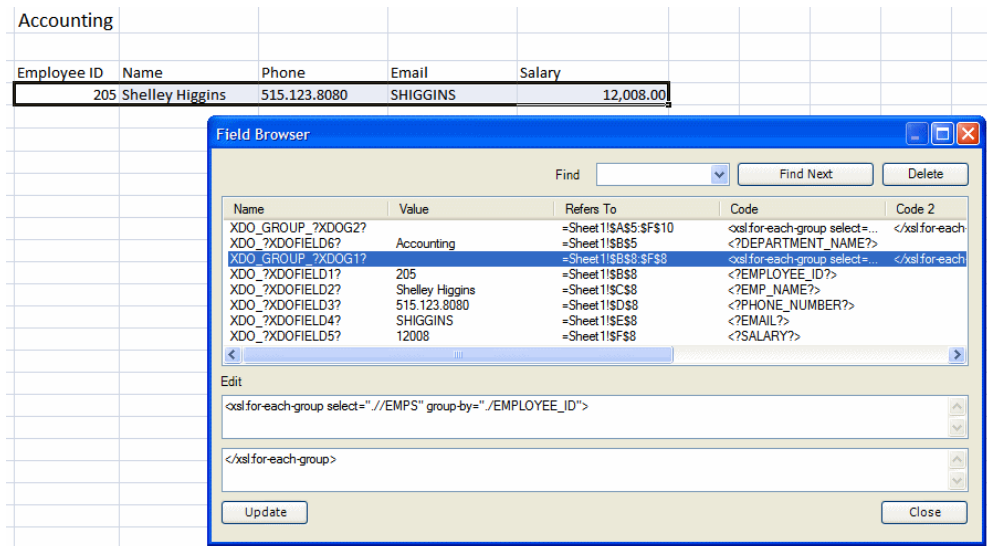 Accounting
Employee ID Name Phone Email Salary
205 Shelley Higgins 515.123.8080 SHIGGINS 12,008.00
Field Browser
Find Find Next Delete
Name Value Refers To Code Code 2
XDO_GROUP_?XDOG2? =Sheet1!$A$5:$F$10 <xsl:for-each-group select=... </xsl:for-each-
XDO_?XDOFIELD6? Accounting =Sheet1!$B$5 <?DEPARTMENT_NAME?>
XDO_GROUP_?XDOG1? =Sheet1!$B$8:$F$8 <xsl:for-each-group select=... </xsl:for-each-
XDO_?XDOFIELD1? 205 =Sheet1!$B$8 <?EMPLOYEE_ID?>
XDO_?XDOFIELD2? Shelley Higgins =Sheet1!$C$8 <?EMP_NAME?>
XDO_?XDOFIELD3? 515.123.8080 =Sheet1!$D$8 <?PHONE_NUMBER?>
XDO_?XDOFIELD4? SHIGGINS =Sheet1!$E$8 <?EMAIL?>
XDO_?XDOFIELD5? 12008 =Sheet1!$F$8 <?SALARY?>
Edit
<xsl:for-each-group select=".//EMPS" group-by="./EMPLOYEE_ID">
</xsl:for-each-group>
Update Close